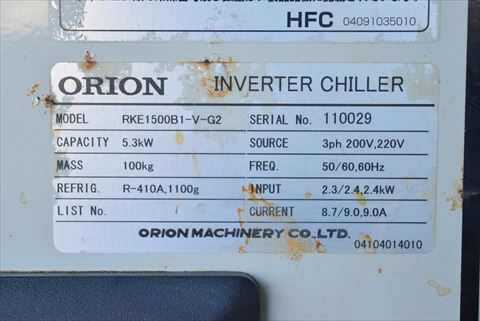 HFC 04091035010
ORION INVERTER CHILLER
MODEL RKE1500B1-V-G2 SERIAL No. 110029
CAPACITY 5.3kW SOURCE 3ph 200V,220V
MASS 100kg FREQ. 50/60,60Hz
REFRIG. R-410A,1100g INPUT 2.3/2.4,2.4kW
LIST No. CURRENT 8.7/9.0,9.0A
ORION MACHINERY CO.,LTD.
04104014010